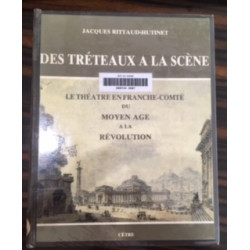 JACQUES RITTAUD-HUTINET
DES TRÉTEAUX A LA SCÈNE
LE THÉATRE EN FRANCHE-COMTÉ
DU
MOYEN AGE
A LA
RÉVOLUTION
CÊTRE